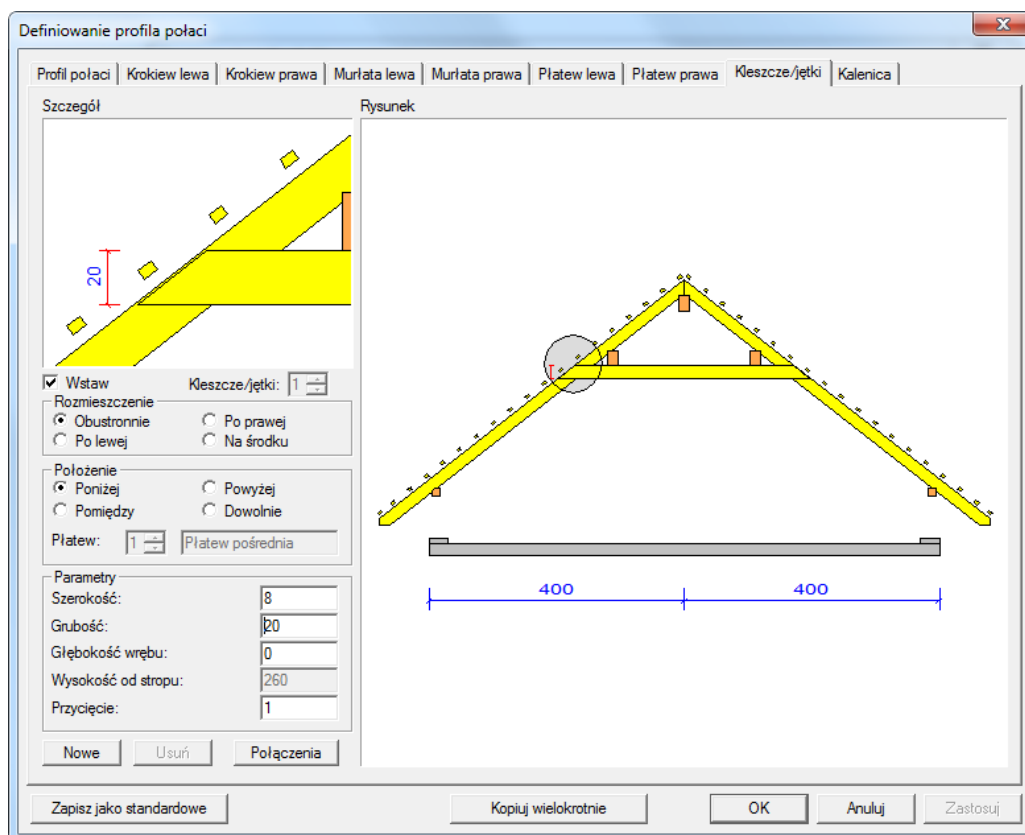 Definiowanie profila połaci
Profil połaci Krokiew lewa Krokiew prawa Murłata lewa Murłata prawa Płatew lewa Płatew prawa Kleszcze/jętki Kalenica
Szczegół
Rysunek
20
Wstaw Kleszcze/jętki: 1
Rozmieszczenie
Obustronnie Po prawej
Po lewej Na środku
Położenie
Poniżej Powyżej
Pomiędzy Dowolnie
Płatew: 1 Płatew pośrednia
Parametry
Szerokość: 8
Grubość: 20
Głębokość wrębu: 0
Wysokość od stropu: 260
Przycięcie: 1
Nowe Usuń Połączenia
400 400
Zapisz jako standardowe Kopiuj wielokrotnie OK Anuluj Zastosuj